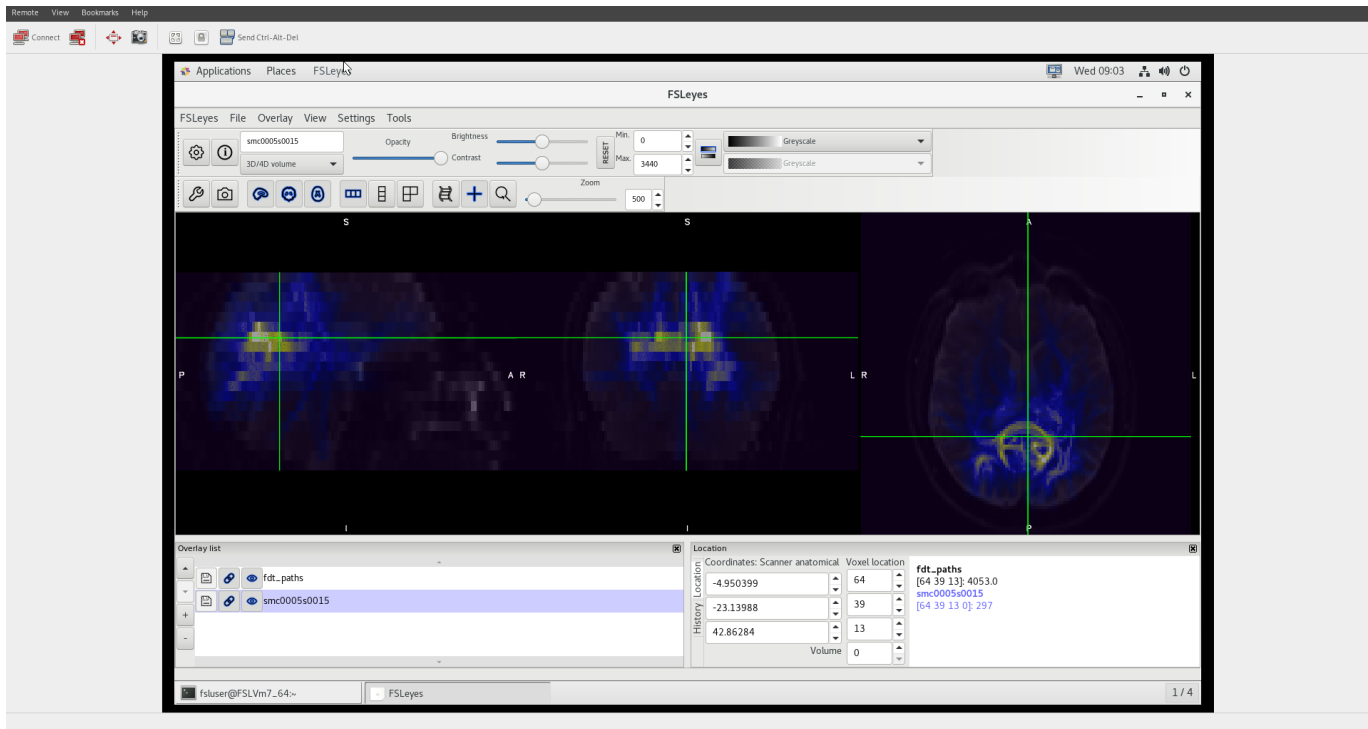 Remote View Bookmarks Help
Connect Send Ctrl-Alt-Del
Applications Places FSLeyes Wed 09:03
FSLeyes
FSLeyes File Overlay View Settings Tools
smc0005s0015 Opacity Brightness RESET Min. 0 Greyscale
3D/4D volume Contrast Max. 3440 Greyscale
Zoom
500
S S A
P A R L R L
I I P
Overlay list
fdt_paths
smc0005s0015
Location
Location
History
Coordinates: Scanner anatomical Voxel location
-4.950399 64
-23.13988 39
42.86284 13
Volume 0
fdt_paths
[64 39 13]: 4053.0
smc0005s0015
[64 39 13 0]: 297
fsluser@FSLVm7_64:~ FSLeyes 1 / 4